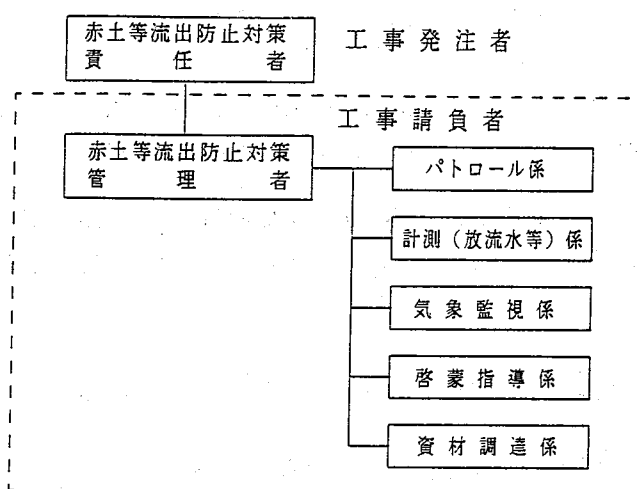 赤土等流出防止対策
責任者
工事発注者
工事請負者
赤土等流出防止対策
管理者
パトロール係
計測（放流水等）係
気象監視係
啓蒙指導係
資材調達係